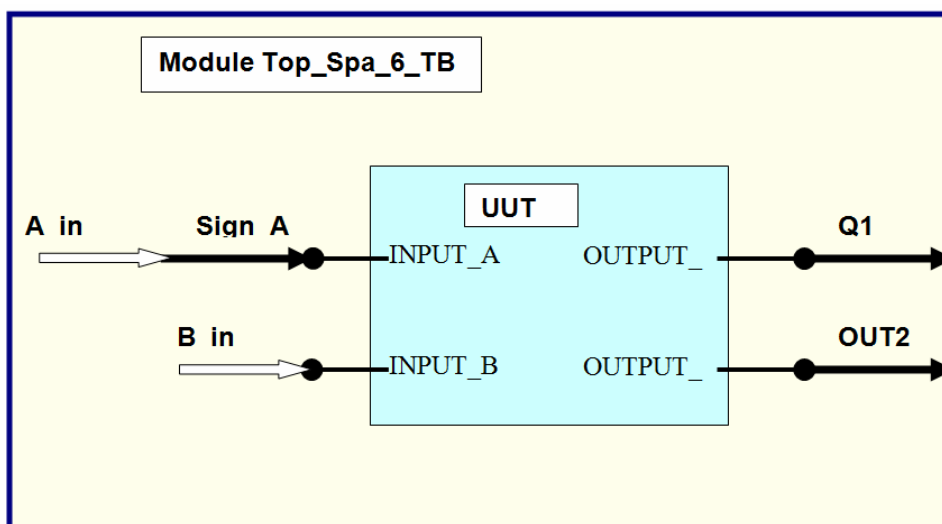 Module Top_Spa_6_TB
UUT
A in
Sign A
Q1
INPUT_A
OUTPUT_
B in
OUT2
INPUT_B
OUTPUT_